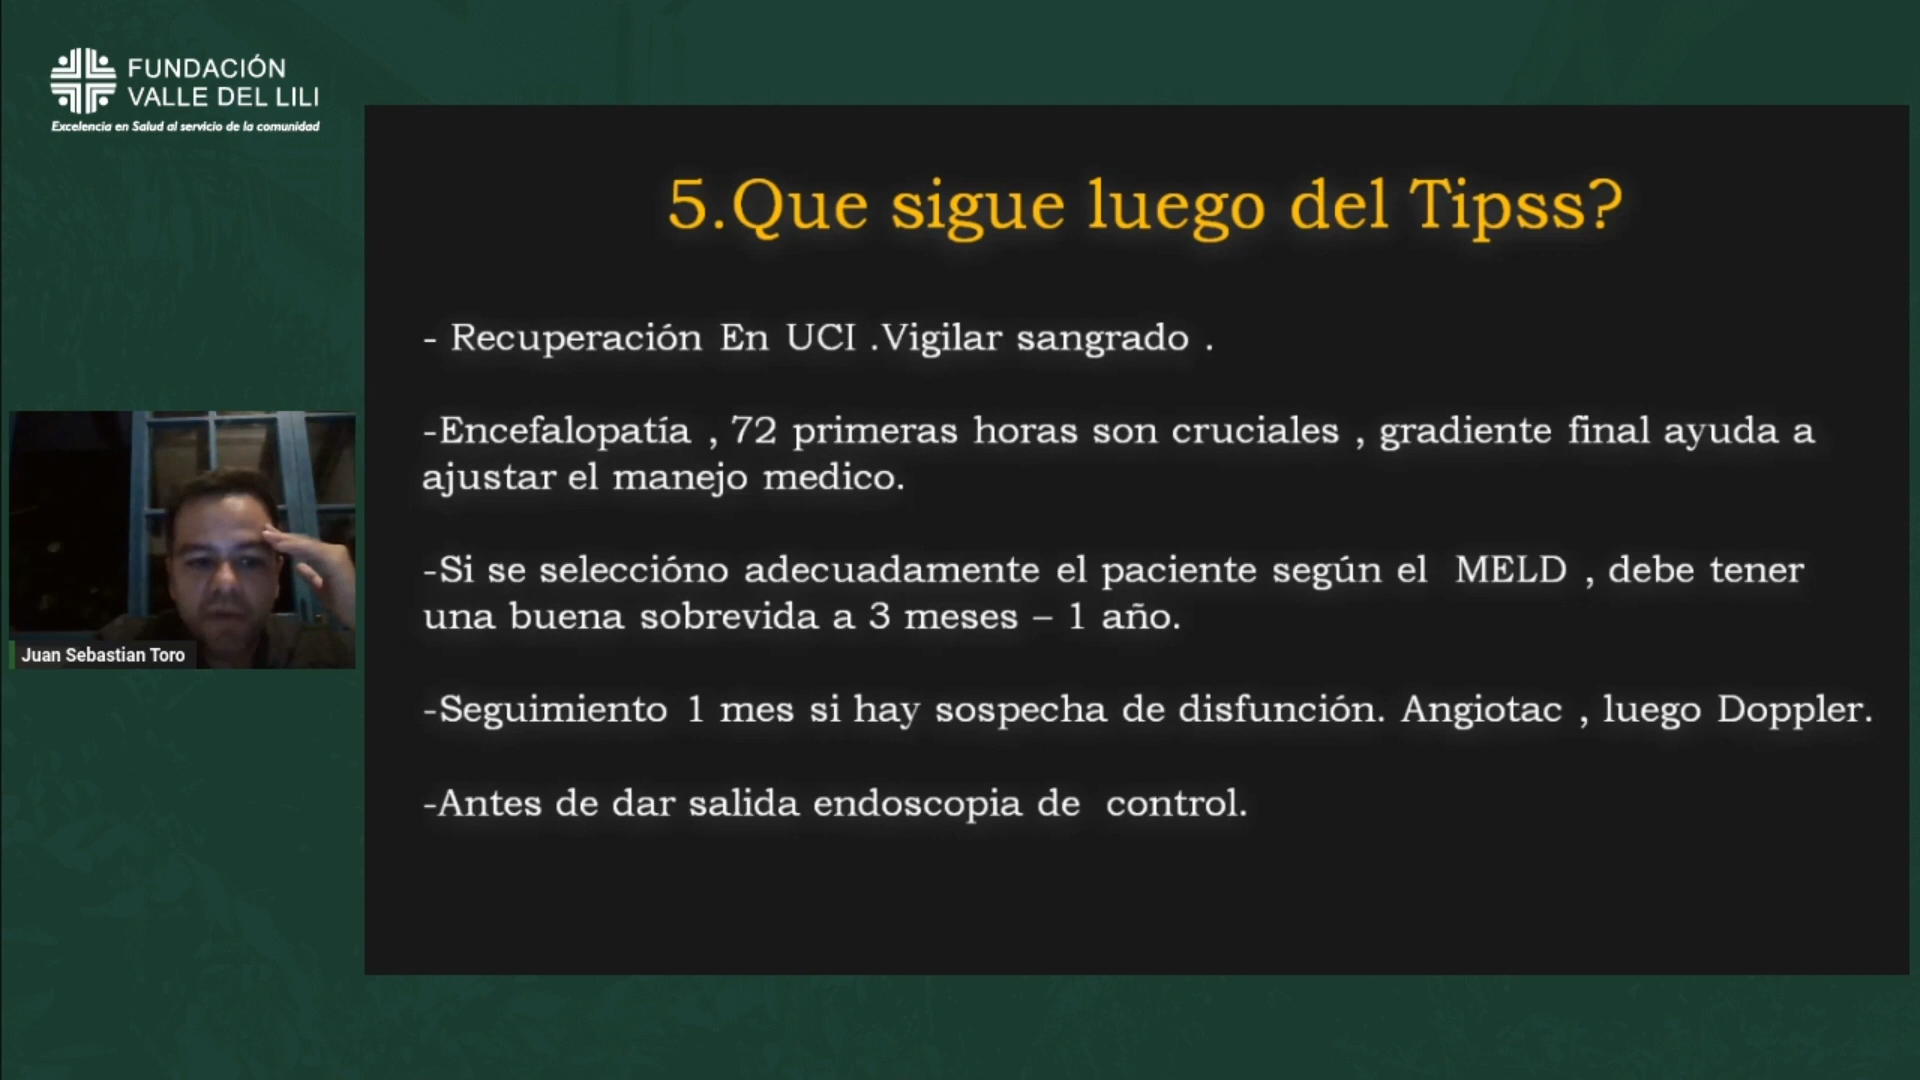 FUNDACIÓN
VALLE DEL LILI
Excelencia en Salud al servicio de la comunidad
5.Que sigue luego del Tipss?
- Recuperación En UCI .Vigilar sangrado .
-Encefalopatía , 72 primeras horas son cruciales , gradiente final ayuda a
ajustar el manejo medico.
-Si se seleccióno adecuadamente el paciente según el MELD , debe tener
una buena sobrevida a 3 meses – 1 año.
-Seguimiento 1 mes si hay sospecha de disfunción. Angiotac , luego Doppler.
-Antes de dar salida endoscopia de control.
Juan Sebastian Toro